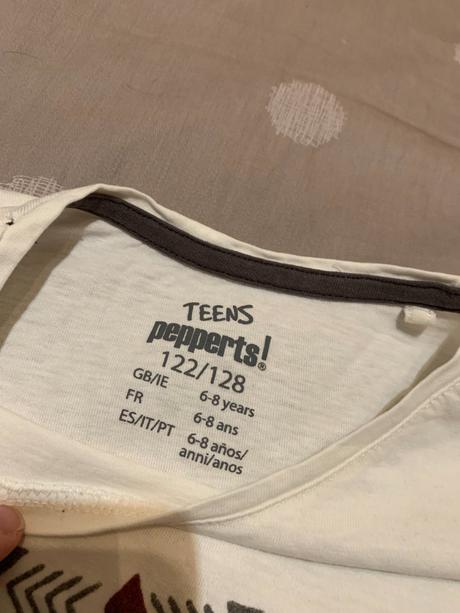 TEENS
pepperts!®
122/128
GB/IE 6-8 years
FR 6-8 ans
ES/IT/PT 6-8 años/
anni/anos